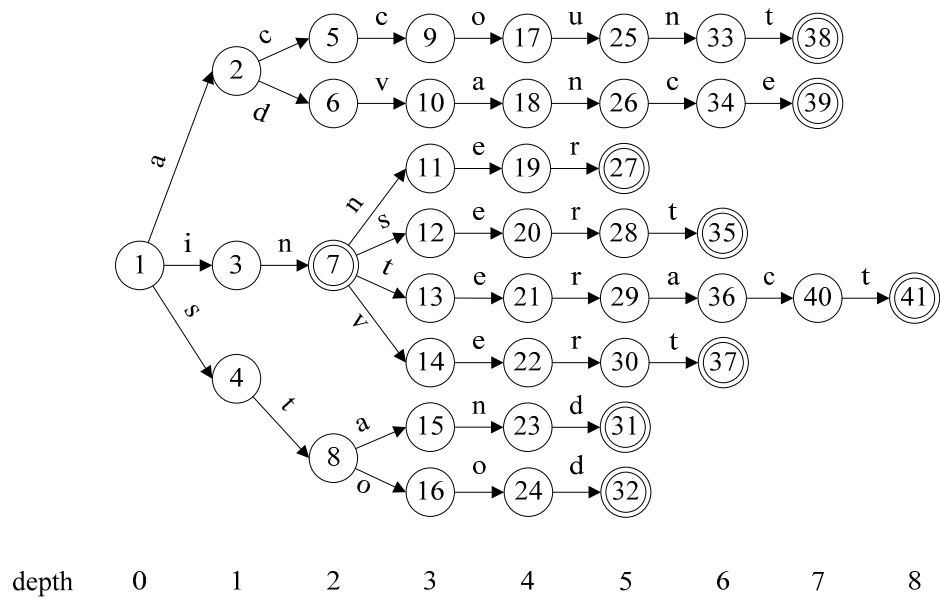 5 c 9 o 17 u 25 n 33 t 38
c
2
d
6 v 10 a 18 n 26 c 34 e 39
a
11 e 19 r 27
n
s 12 e 20 r 28 t 35
1 i 3 n 7
t 13 e 21 r 29 a 36 c 40 t 41
s
v
14 e 22 r 30 t 37
4
t
a 15 n 23 d 31
8
o 16 o 24 d 32
depth 0 1 2 3 4 5 6 7 8